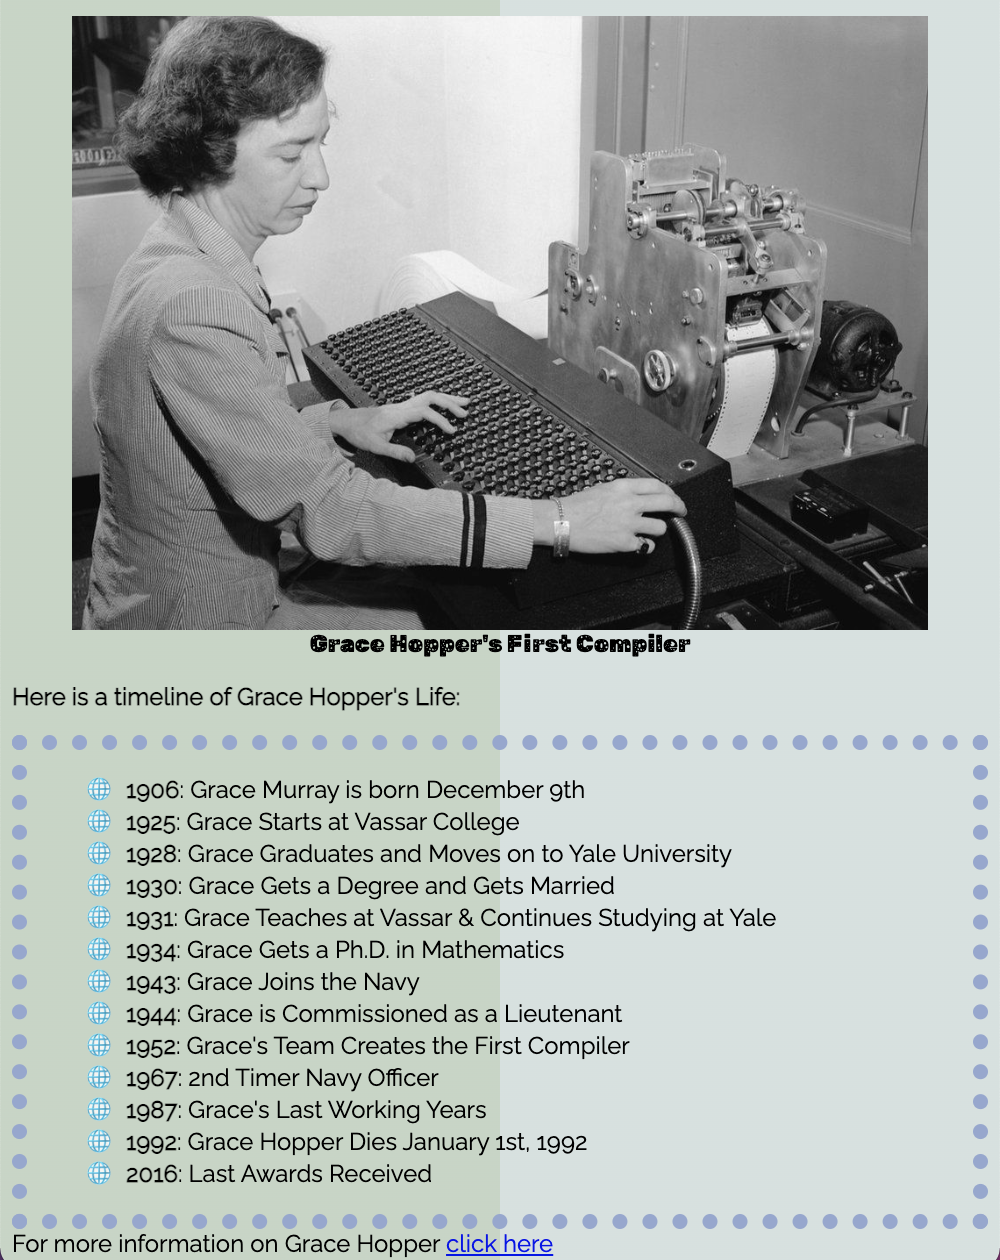 Grace Hopper's First Compiler
Here is a timeline of Grace Hopper's Life:
1906: Grace Murray is born December 9th
1925: Grace Starts at Vassar College
1928: Grace Graduates and Moves on to Yale University
1930: Grace Gets a Degree and Gets Married
1931: Grace Teaches at Vassar & Continues Studying at Yale
1934: Grace Gets a Ph.D. in Mathematics
1943: Grace Joins the Navy
1944: Grace is Commissioned as a Lieutenant
1952: Grace's Team Creates the First Compiler
1967: 2nd Timer Navy Officer
1987: Grace's Last Working Years
1992: Grace Hopper Dies January 1st, 1992
2016: Last Awards Received
For more information on Grace Hopper click here